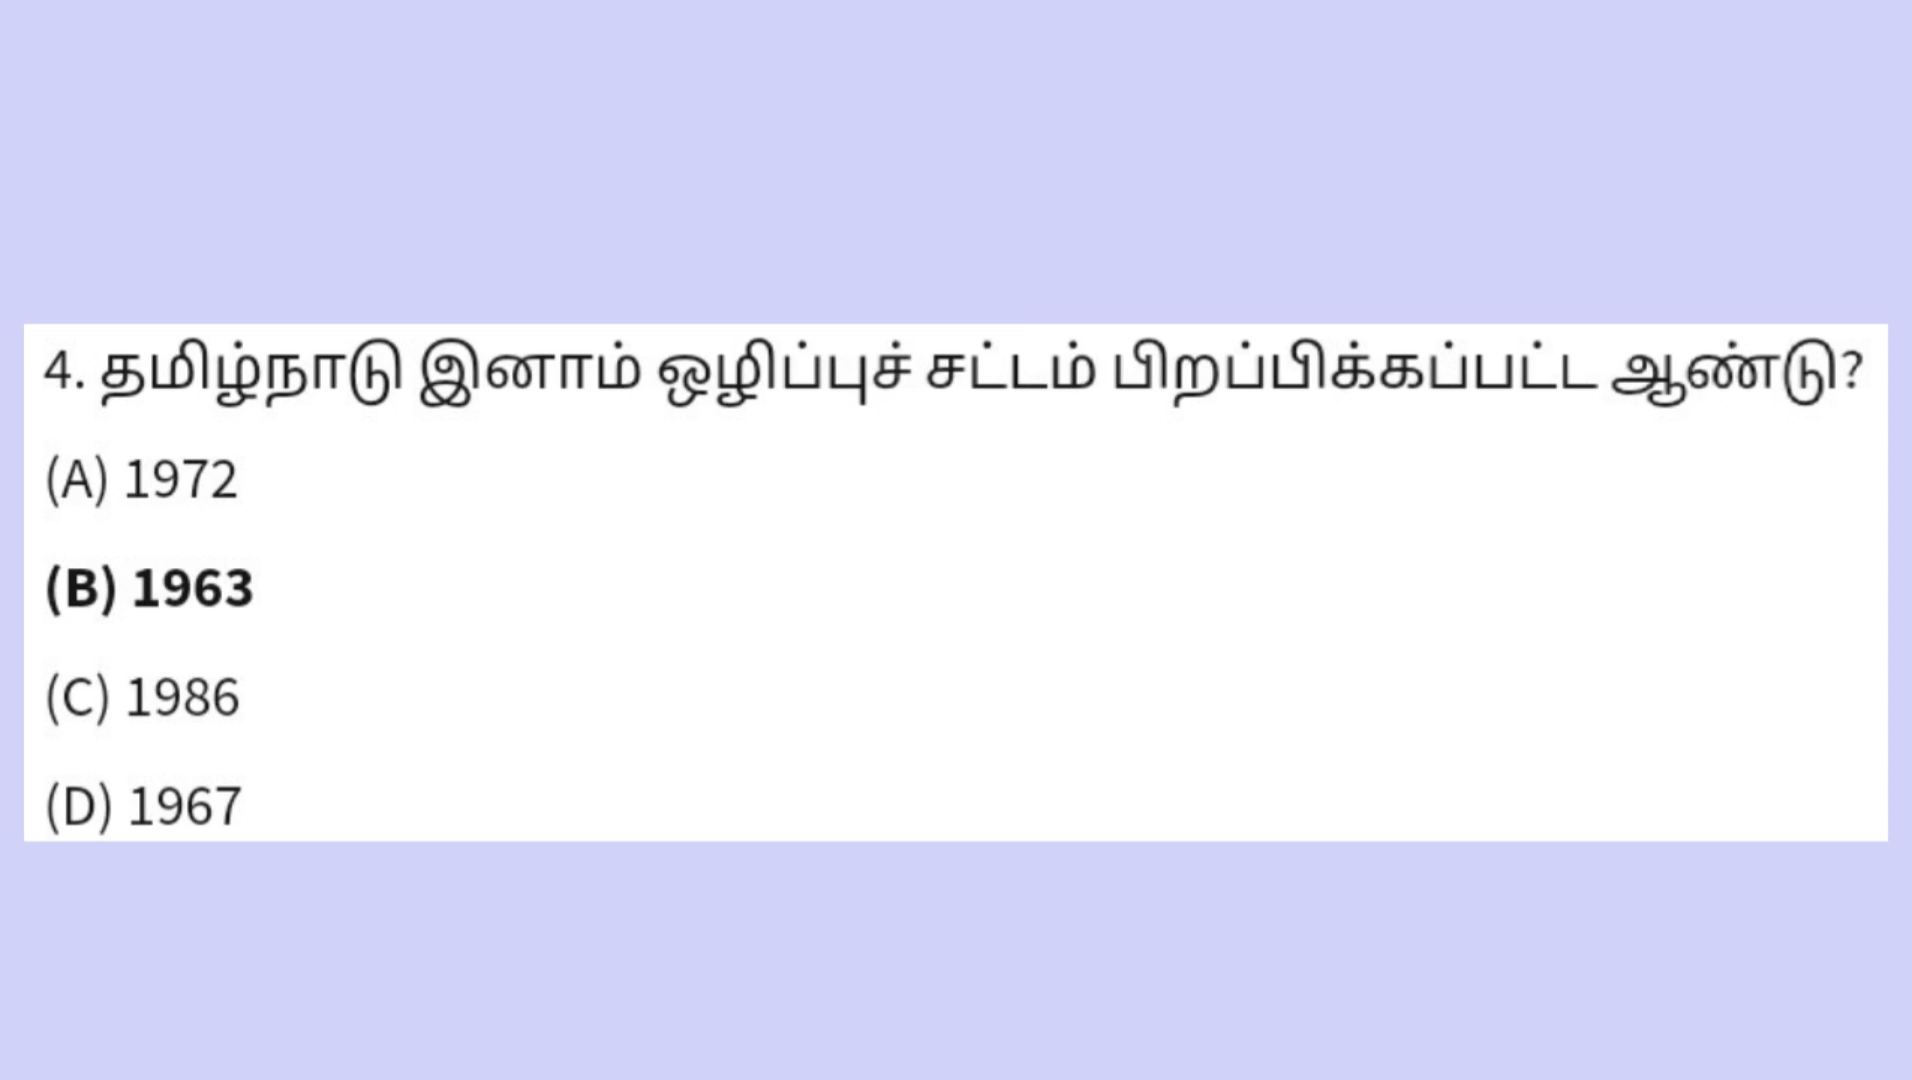 4. தமிழ்நாடு இனாம் ஒழிப்புச் சட்டம் பிறப்பிக்கப்பட்ட ஆண்டு?
(A) 1972
(B) 1963
(C) 1986
(D) 1967